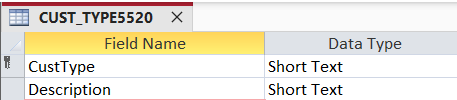 CUST_TYPE5520
Field Name Data Type
CustType Short Text
Description Short Text